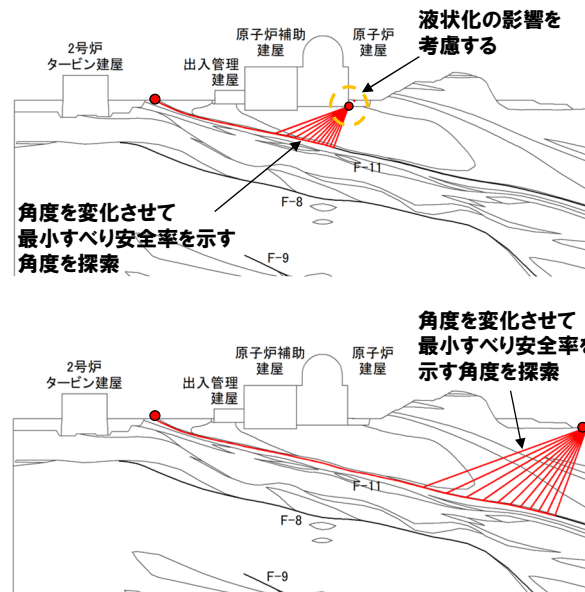 液状化の影響を
考慮する
2号炉
タービン建屋
出入管理
建屋
原子炉補助
建屋
原子炉
建屋
F-11
F-8
F-9
角度を変化させて
最小すべり安全率を示す
角度を探索
角度を変化させて
最小すべり安全率を
示す角度を探索
2号炉
タービン建屋
出入管理
建屋
原子炉補助
建屋
原子炉
建屋
F-11
F-8
F-9